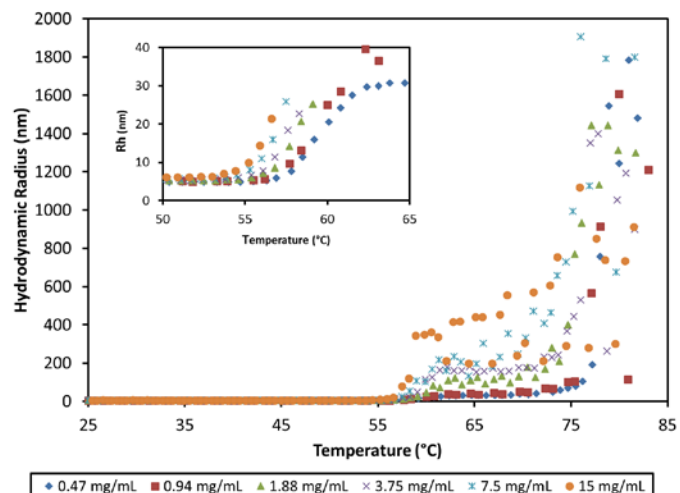 2000
1800
1600
1400
1200
1000
800
600
400
200
0
Hydrodynamic Radius (nm)
25 35 45 55 65 75 85
Temperature (°C)
40
30
20
10
0
Rh (nm)
50 55 60 65
Temperature (°C)
0.47 mg/mL 0.94 mg/mL 1.88 mg/mL 3.75 mg/mL 7.5 mg/mL 15 mg/mL